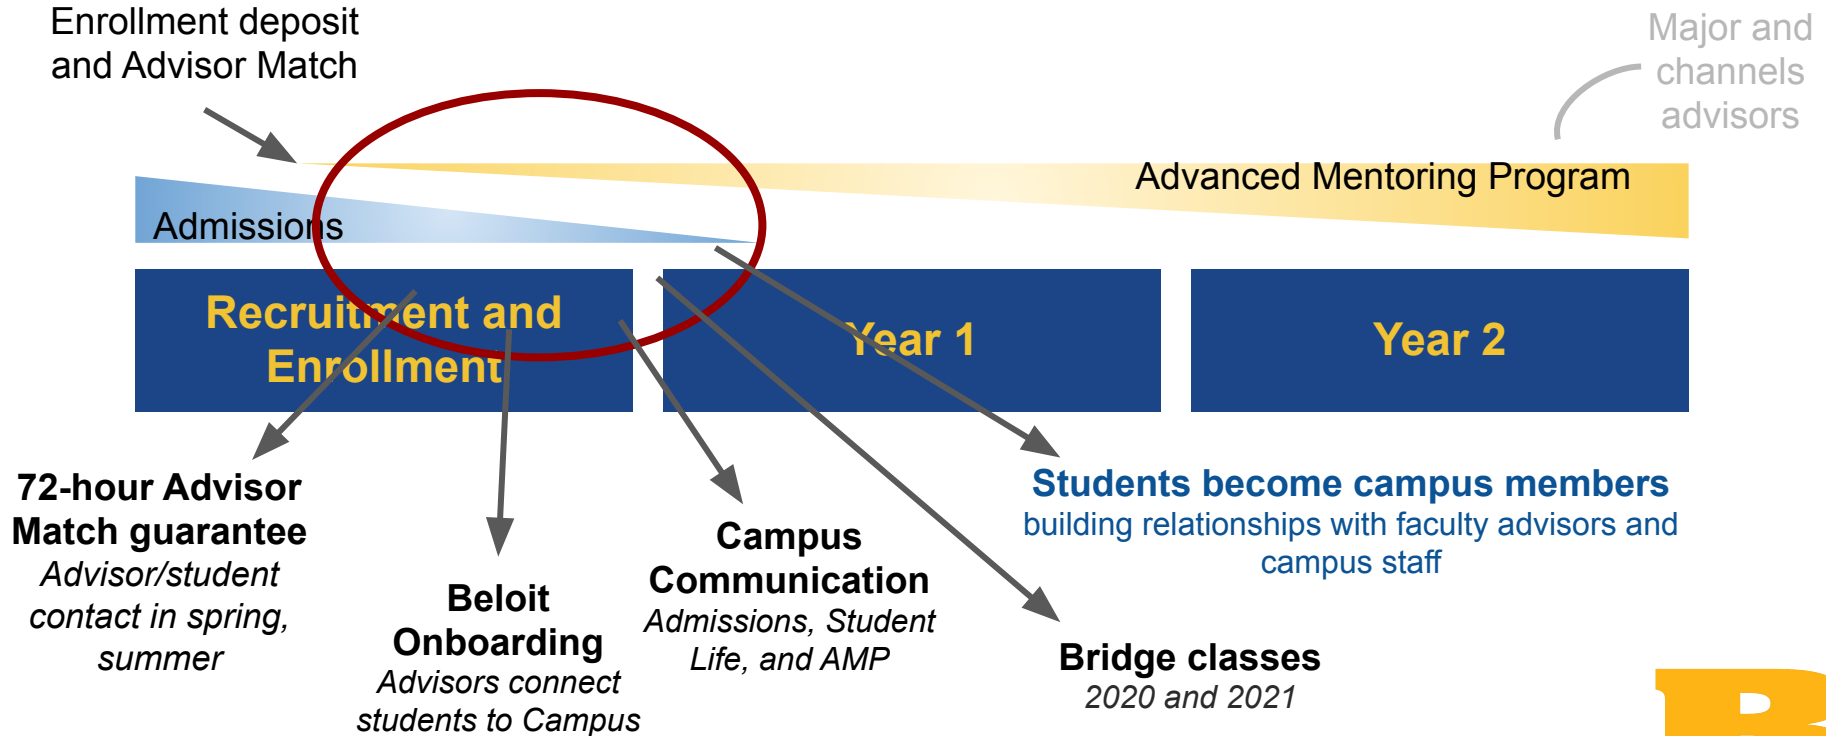 Enrollment deposit
and Advisor Match
Major and
channels
advisors
Advanced Mentoring Program
Admissions
Recruitment and
Enrollment
Year 1
Year 2
72-hour Advisor
Match guarantee
Advisor/student
contact in spring,
summer
Beloit
Onboarding
Advisors connect
students to Campus
Campus
Communication
Admissions, Student
Life, and AMP
Bridge classes
2020 and 2021
Students become campus members
building relationships with faculty advisors and
campus staff
B